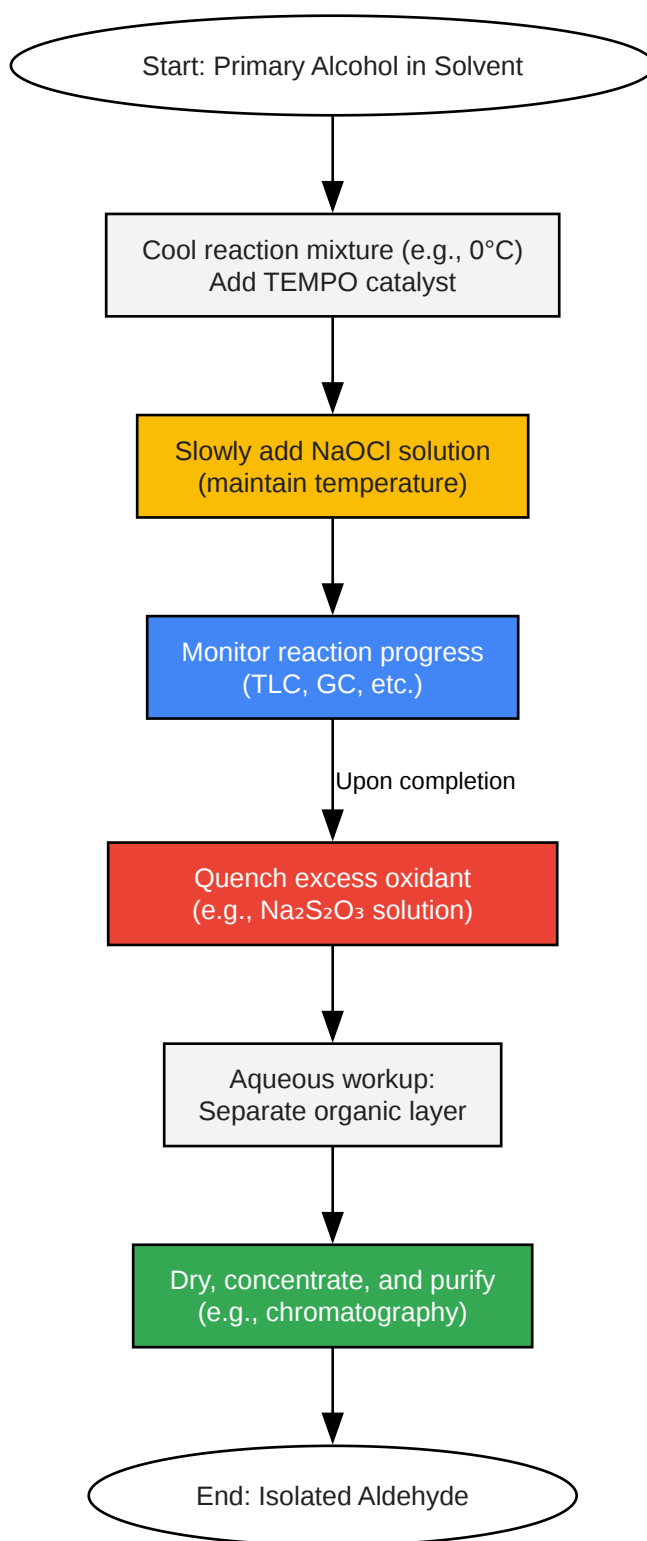 Start: Primary Alcohol in Solvent
Cool reaction mixture (e.g., 0°C)
Add TEMPO catalyst
Slowly add NaOCl solution
(maintain temperature)
Monitor reaction progress
(TLC, GC, etc.)
Upon completion
Quench excess oxidant
(e.g., Na₂S₂O₃ solution)
Aqueous workup:
Separate organic layer
Dry, concentrate, and purify
(e.g., chromatography)
End: Isolated Aldehyde